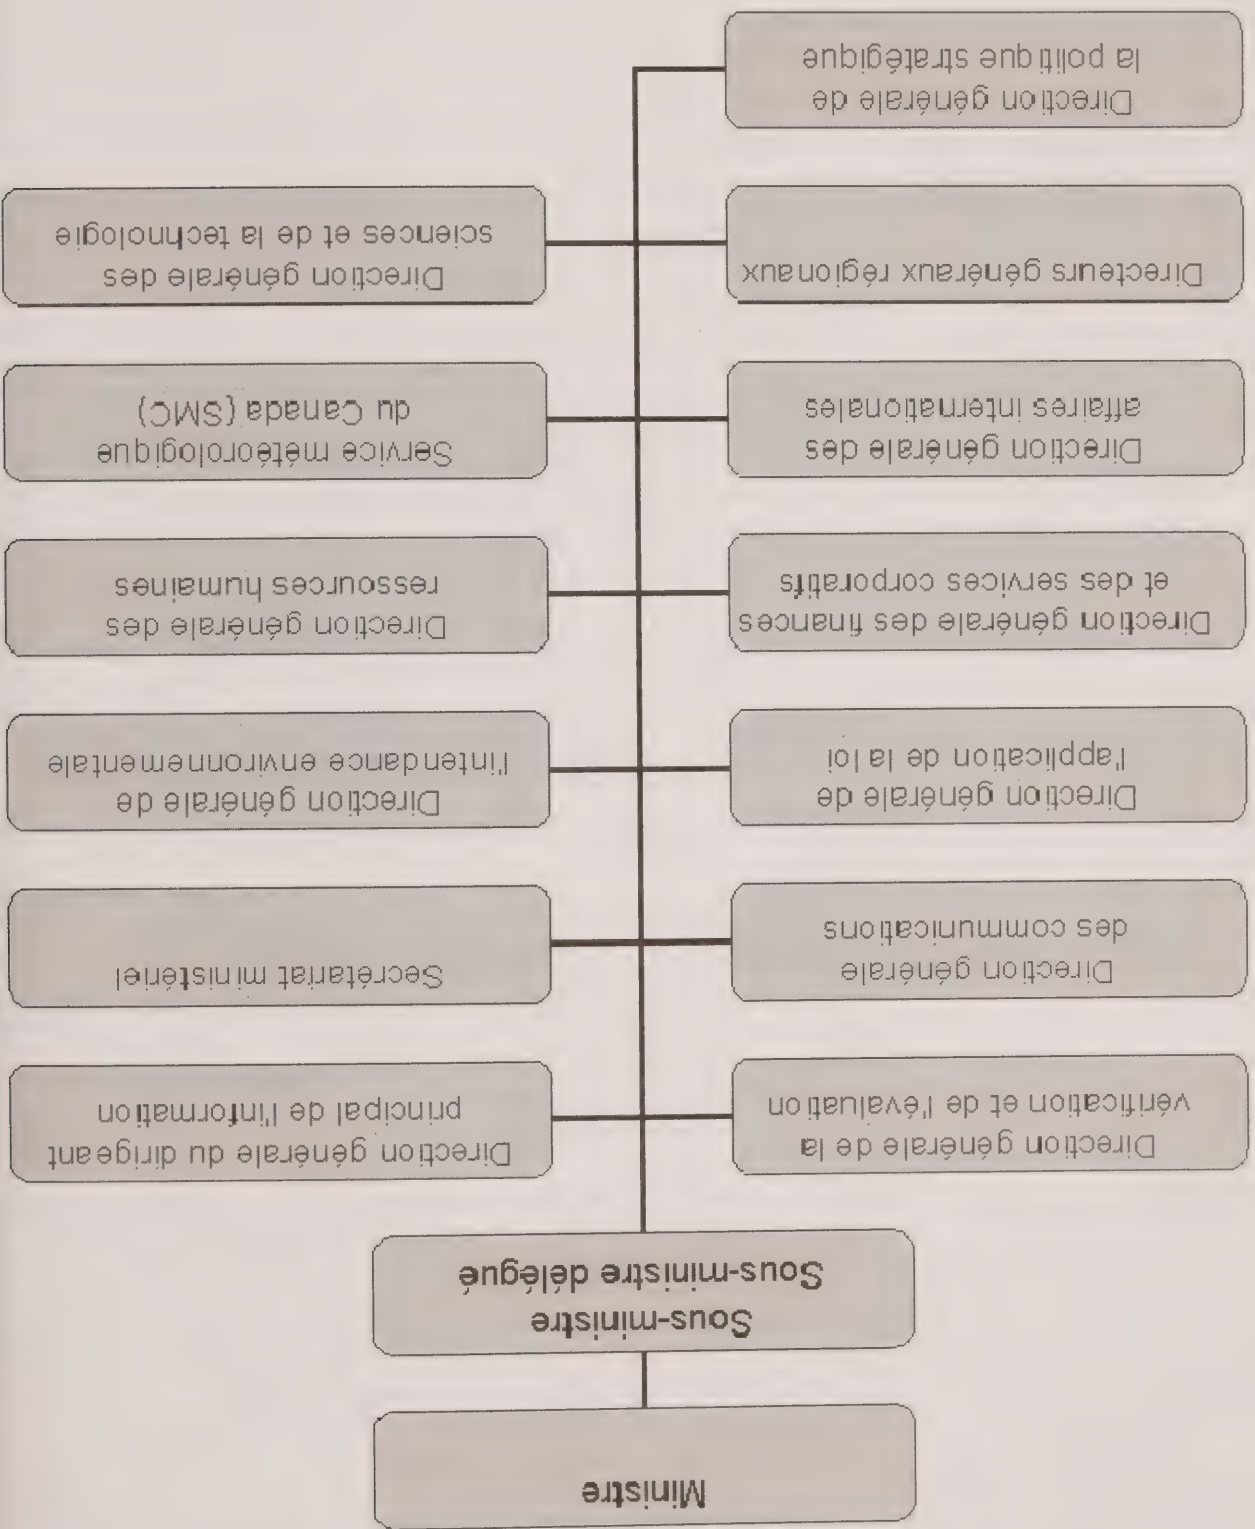 Ministre
Sous-ministre
Sous-ministre délégué
Direction générale de la
vérification et de l'évaluation
Direction générale du dirigeant
principal de l'information
Direction générale
des communications
Secrétariat ministériel
Direction générale de
l'application de la loi
Direction générale de
l'intendance environnementale
Direction générale des finances
et des services corporatifs
Direction générale des
ressources humaines
Direction générale des
affaires internationales
Service météorologique
du Canada (SMC)
Directeurs généraux régionaux
Direction générale des
sciences et de la technologie
Direction générale de
la politique stratégique